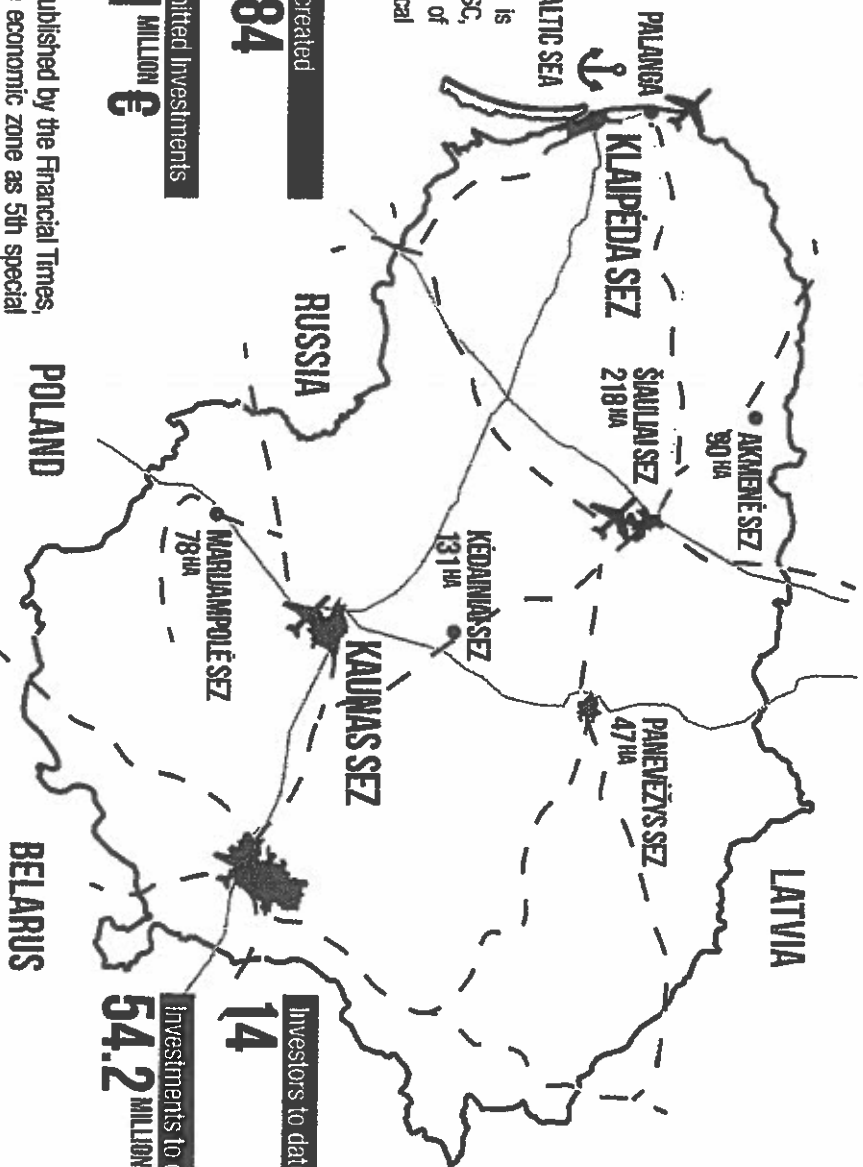 LATVIA
AKMENĖ SEZ
90 HA
PALANGA
ŠIAULIAI SEZ
218 HA
PANEVĖŽYS SEZ
47 HA
KLAIPĖDA SEZ
ALTIC SEA
is
SC,
of
cal
KĖDAINIAI SEZ
131 HA
KAUNAS SEZ
RUSSIA
created
84
Investors to dat
14
MARIJAMPOLĖ SEZ
78 HA
mitted Investments
MILLION €
Investments to
54.2 MILLION
POLAND
BELARUS
ublished by the Financial Times,
economic zone as 5th special